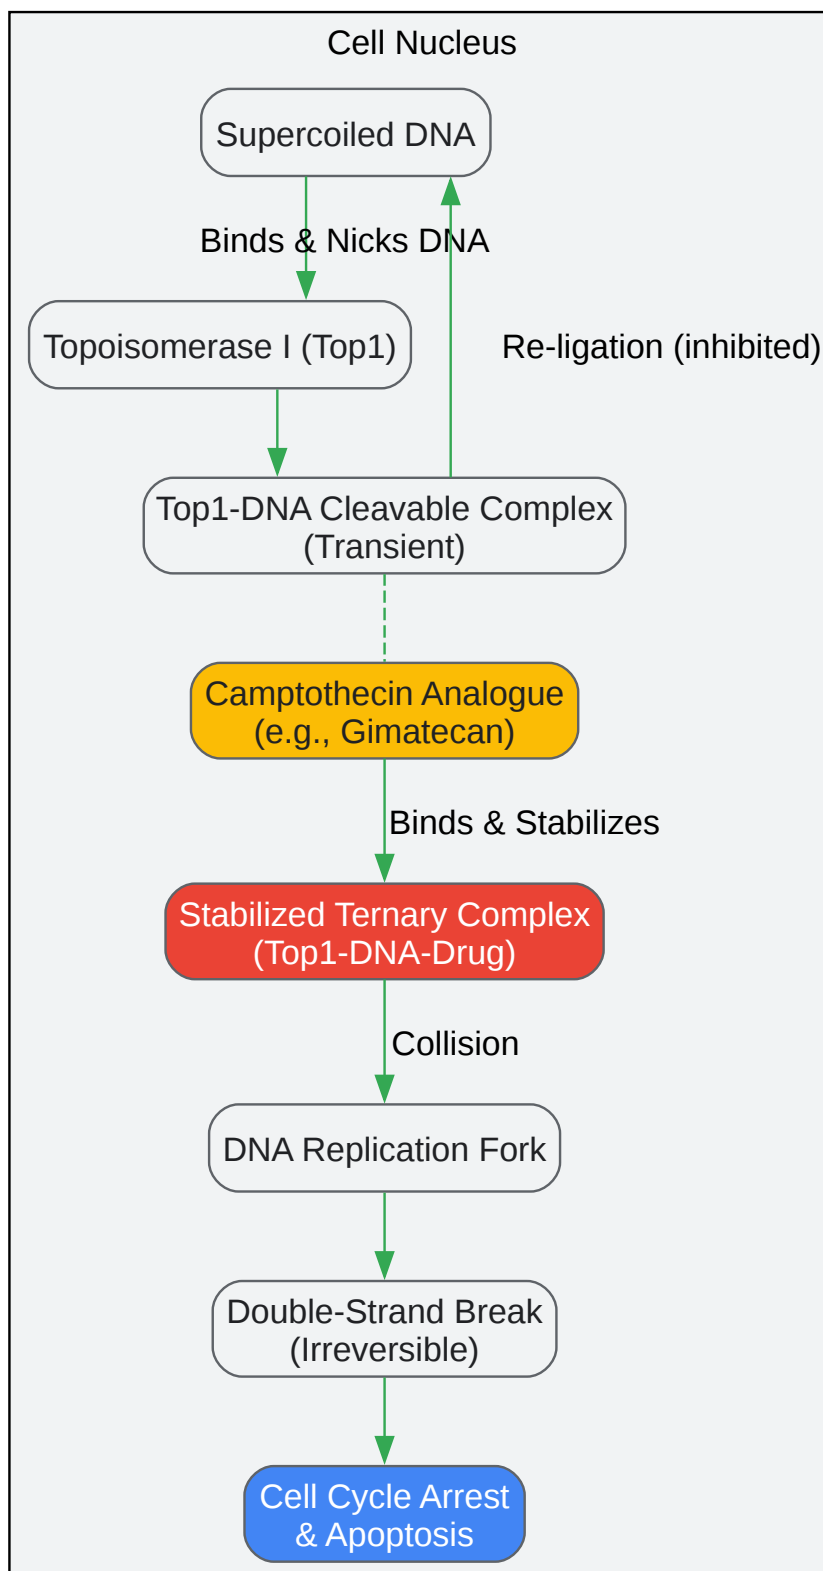 Cell Nucleus
Supercoiled DNA
Binds & Nicks DNA
Topoisomerase I (Top1)
Re-ligation (inhibited)
Top1-DNA Cleavable Complex
(Transient)
Camptothecin Analogue
(e.g., Gimatecan)
Binds & Stabilizes
Stabilized Ternary Complex
(Top1-DNA-Drug)
Collision
DNA Replication Fork
Double-Strand Break
(Irreversible)
Cell Cycle Arrest
& Apoptosis